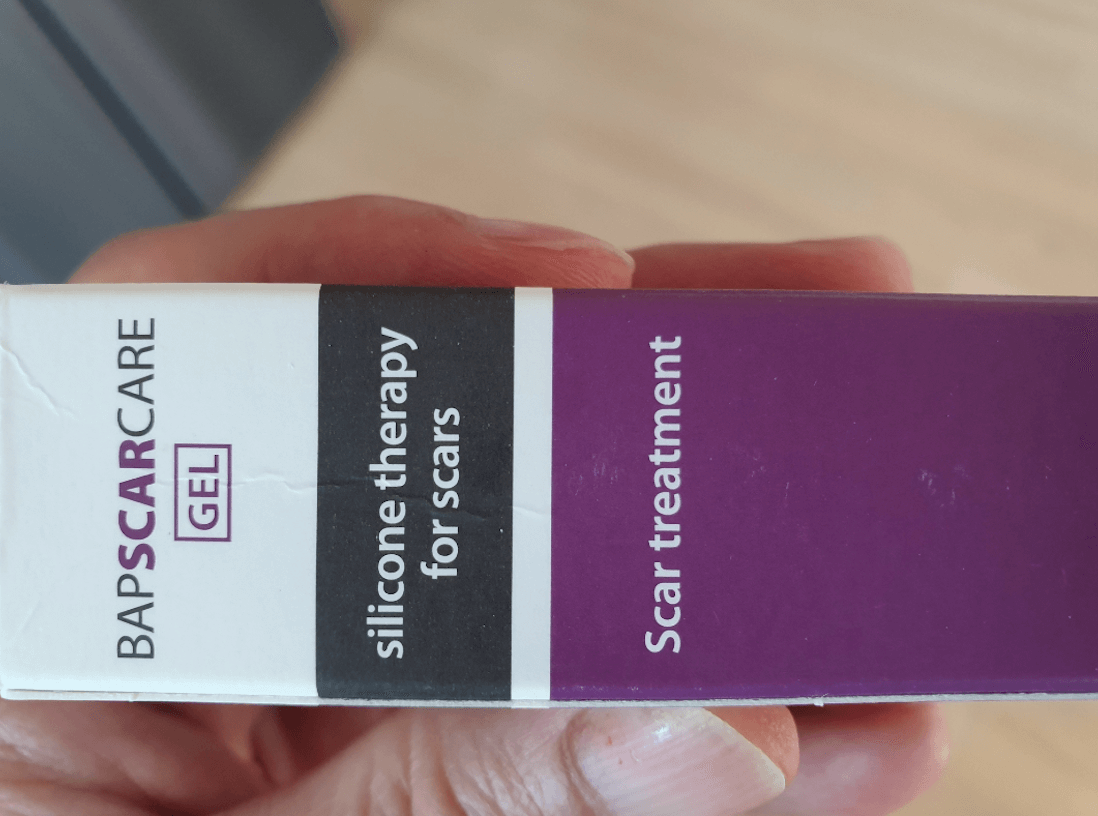 BAPSCARCARE
GEL
silicone therapy
for scars
Scar treatment